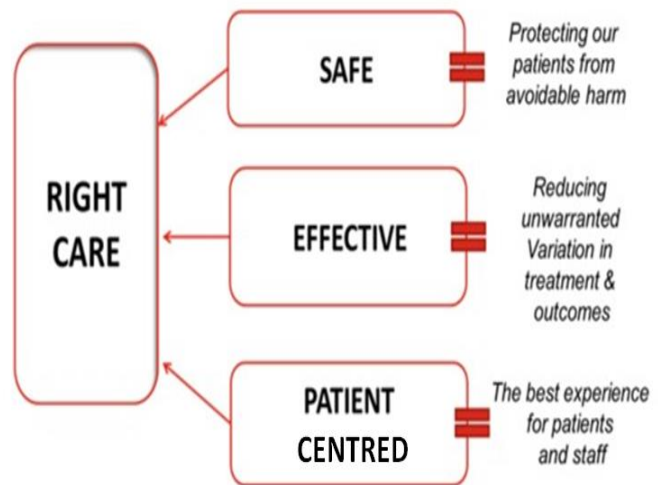 RIGHT
CARE
SAFE
Protecting our
patients from
avoidable harm
EFFECTIVE
Reducing
unwarranted
Variation in
treatment &
outcomes
PATIENT
CENTRED
The best experience
for patients
and staff